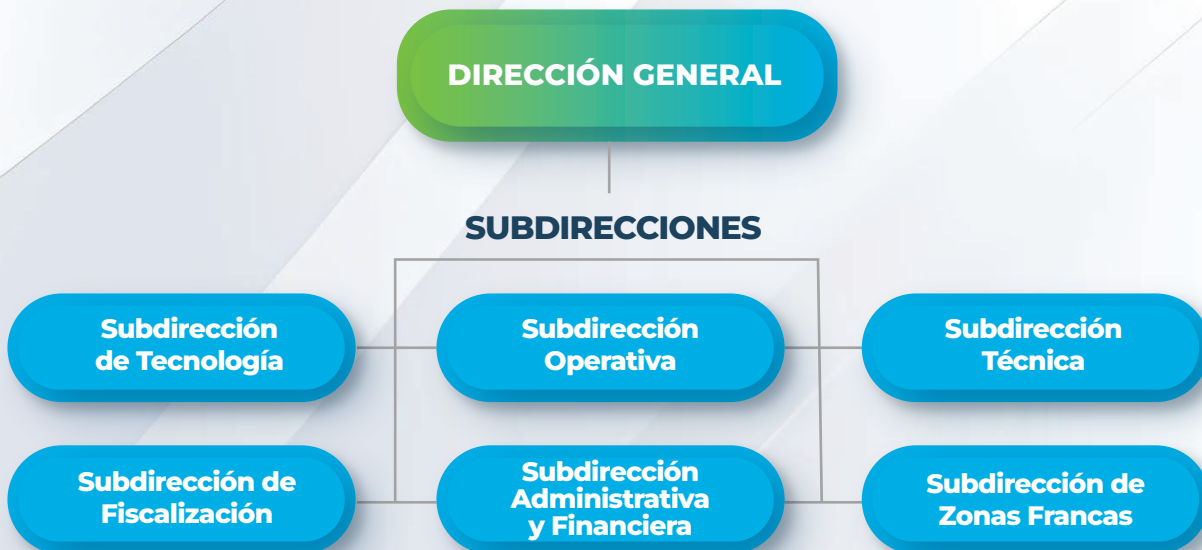 DIRECCIÓN GENERAL
SUBDIRECCIONES
Subdirección
de Tecnología
Subdirección
Operativa
Subdirección
Técnica
Subdirección de
Fiscalización
Subdirección
Administrativa
y Financiera
Subdirección de
Zonas Francas